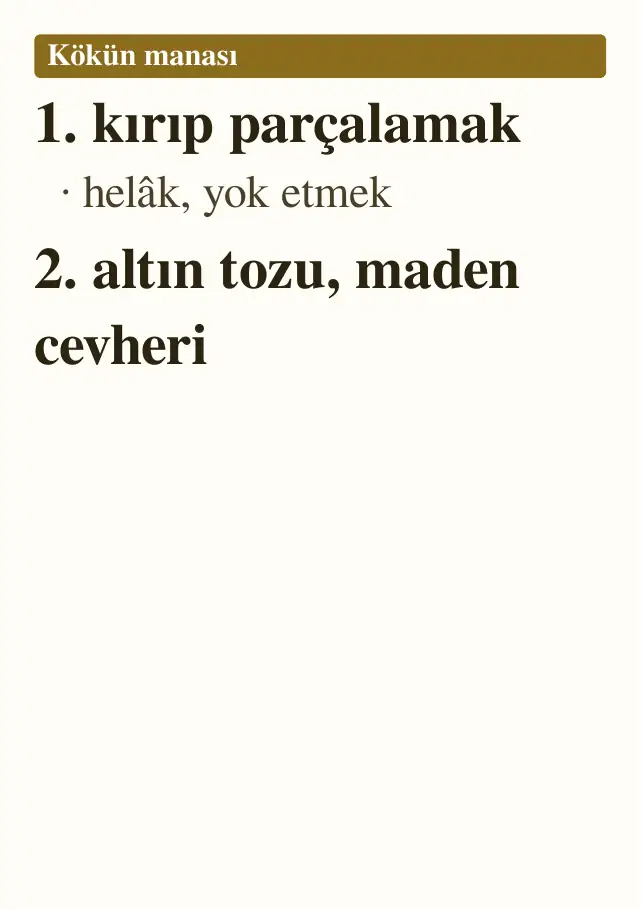 Kökün manası
1. kırıp parçalamak
· helâk, yok etmek
2. altın tozu, maden
cevheri